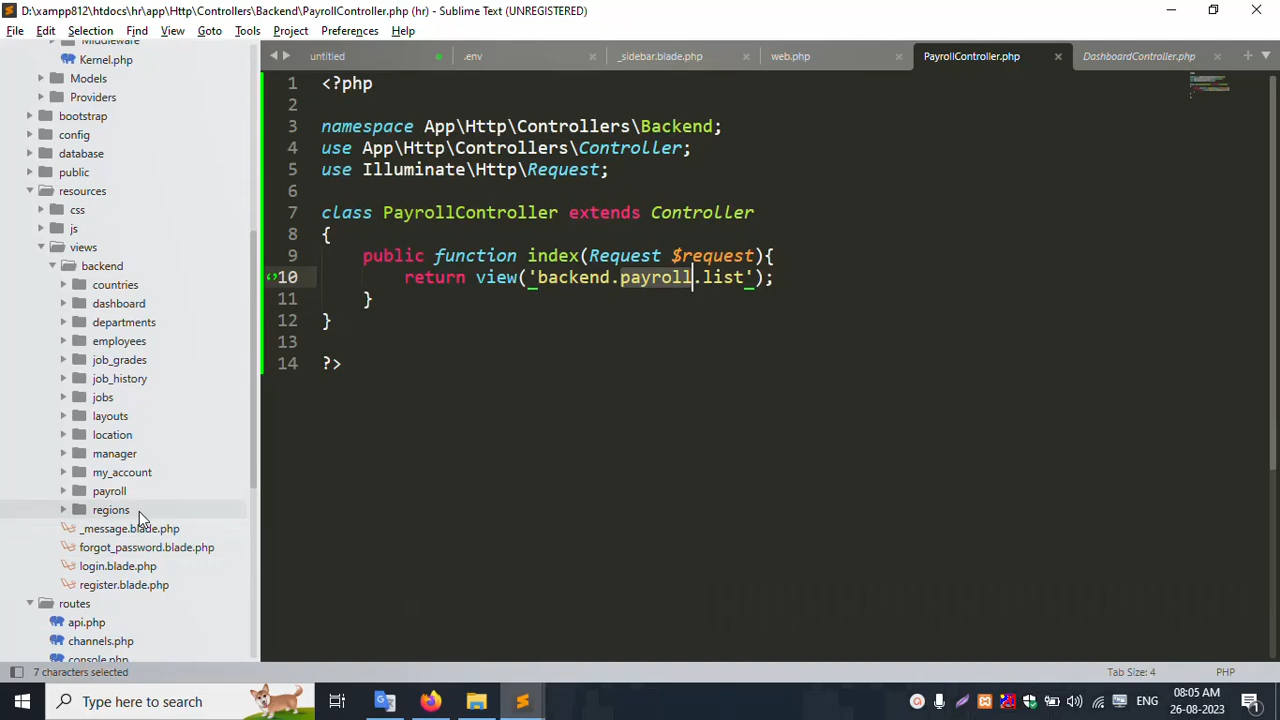 D:\xampp812\htdocs\hr\app\Http\Controllers\Backend\PayrollController.php (hr) - Sublime Text (UNREGISTERED)
File Edit Selection Find View Goto Tools Project Preferences Help
untitled .env _sidebar.blade.php web.php PayrollController.php DashboardController.php
Middleware
Kernel.php
Models
Providers
bootstrap
config
database
public
resources
css
js
views
backend
countries
dashboard
departments
employees
job_grades
job_history
jobs
layouts
location
manager
my_account
payroll
regions
_message.blade.php
forgot_password.blade.php
login.blade.php
register.blade.php
routes
api.php
channels.php
console.php
1 <?php
2
3 namespace App\Http\Controllers\Backend;
4 use App\Http\Controllers\Controller;
5 use Illuminate\Http\Request;
6
7 class PayrollController extends Controller
8 {
9 public function index(Request $request){
10 return view('backend.payroll.list');
11 }
12 }
13
14 ?>
7 characters selected Tab Size: 4 PHP
Type here to search
ENG
08:05 AM
26-08-2023
1